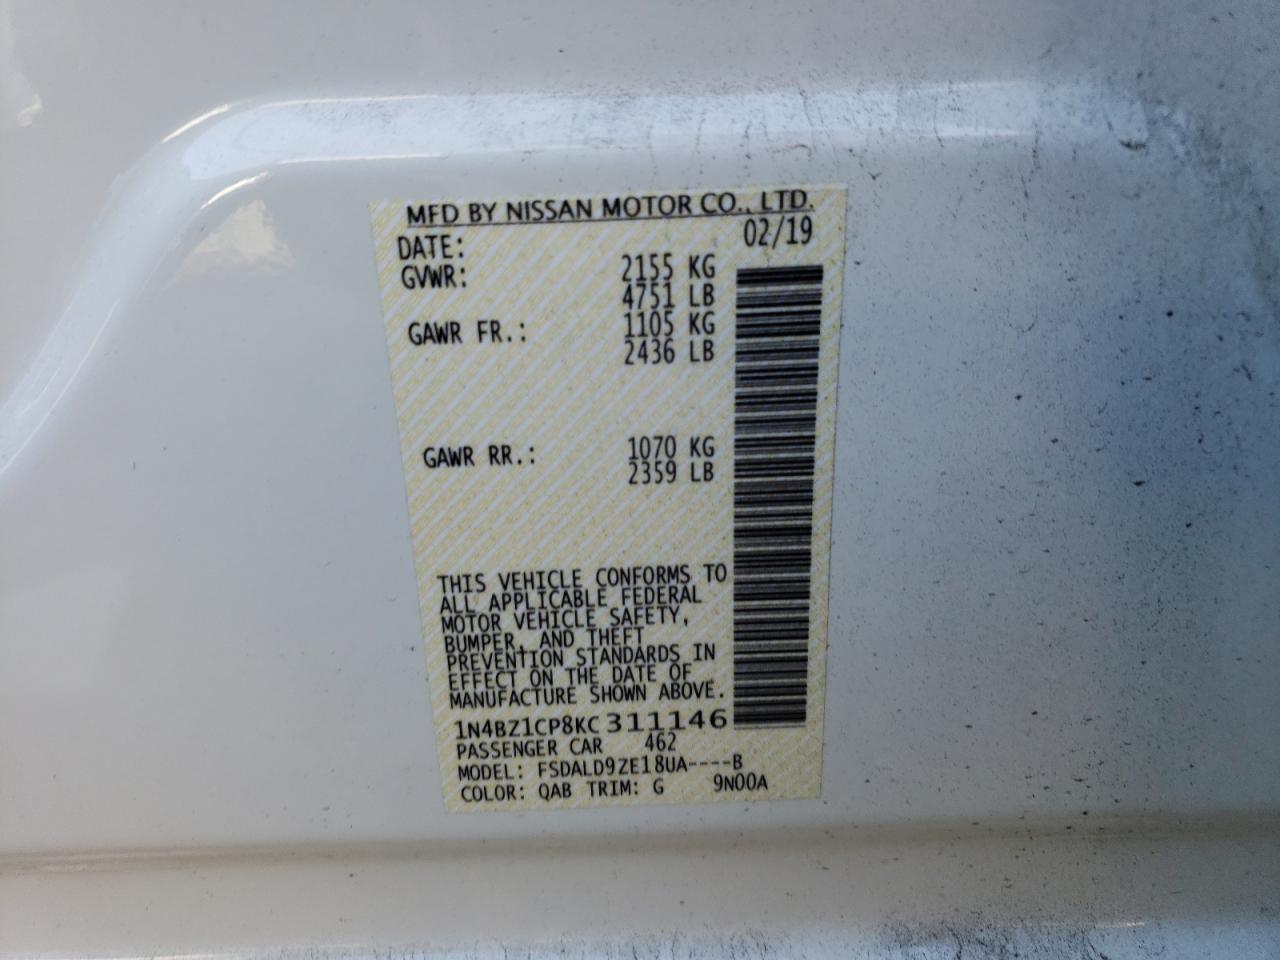 MFD BY NISSAN MOTOR CO., LTD.
DATE: 02/19
GVWR: 2155 KG
4751 LB
GAWR FR.: 1105 KG
2436 LB
GAWR RR.: 1070 KG
2359 LB
THIS VEHICLE CONFORMS TO
ALL APPLICABLE FEDERAL
MOTOR VEHICLE SAFETY,
BUMPER, AND THEFT
PREVENTION STANDARDS IN
EFFECT ON THE DATE OF
MANUFACTURE SHOWN ABOVE.
1N4BZ1CP8KC311146
PASSENGER CAR 462
MODEL: FSDALD9ZE18UA----B
COLOR: QAB TRIM: G 9N00A